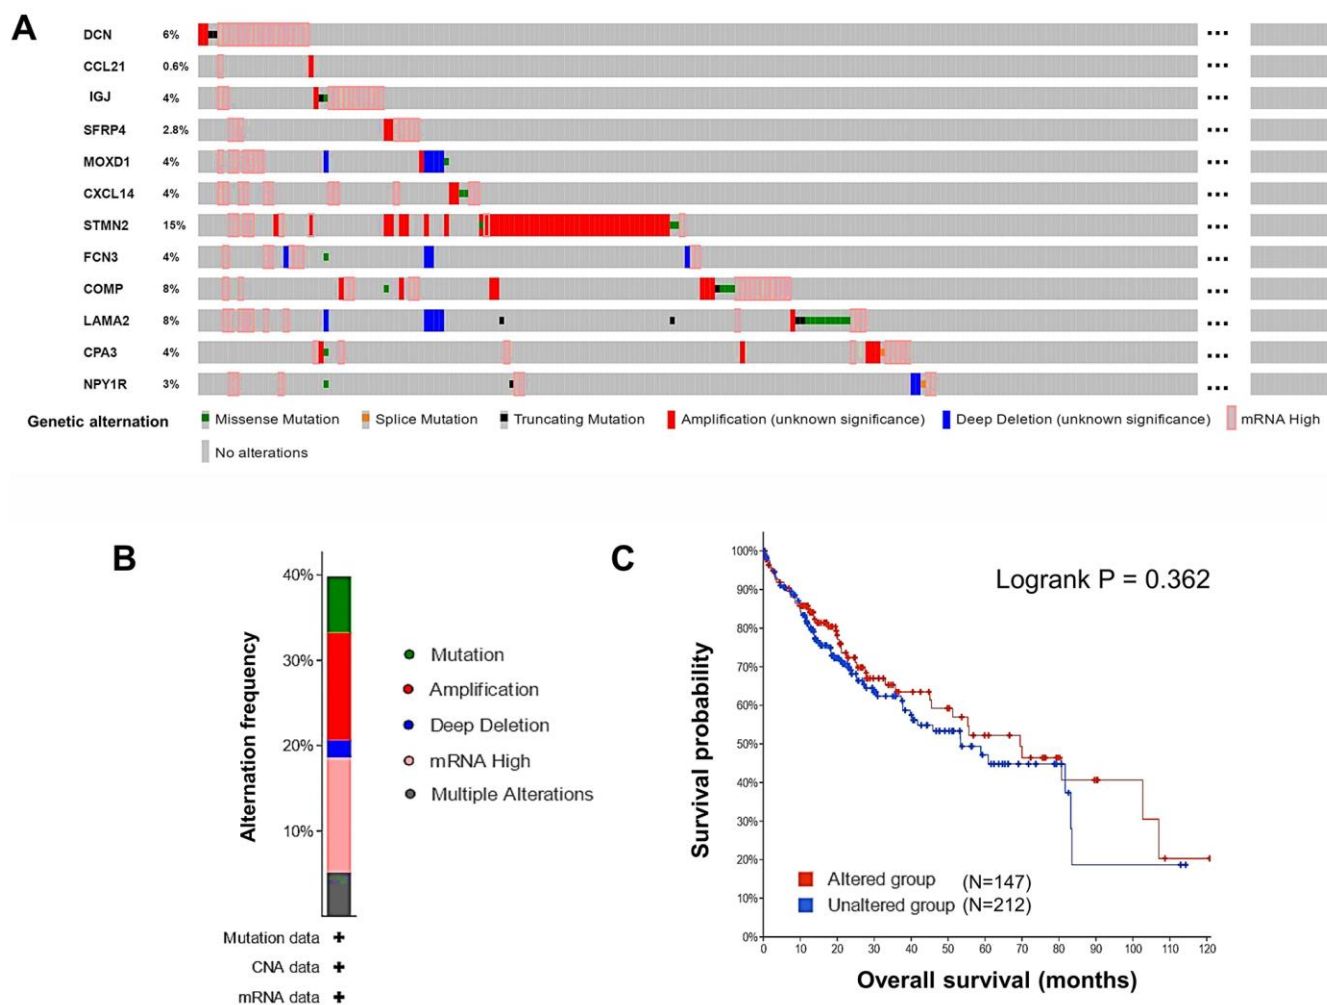 A
DCN 6% ...
CCL21 0.6% ...
IGJ 4% ...
SFRP4 2.8% ...
MOXD1 4% ...
CXCL14 4% ...
STMN2 15% ...
FCN3 4% ...
COMP 8% ...
LAMA2 8% ...
CPA3 4% ...
NPY1R 3% ...
Genetic alternation Missense Mutation Splice Mutation Truncating Mutation Amplification (unknown significance) Deep Deletion (unknown significance) mRNA High
No alterations
B
Alternation frequency
40%
30%
20%
10%
Mutation
Amplification
Deep Deletion
mRNA High
Multiple Alterations
Mutation data +
CNA data +
mRNA data +
C
Logrank P = 0.362
Survival probability
100%
90%
80%
70%
60%
50%
40%
30%
20%
10%
0%
Altered group (N=147)
Unaltered group (N=212)
0 10 20 30 40 50 60 70 80 90 100 110 120
Overall survival (months)